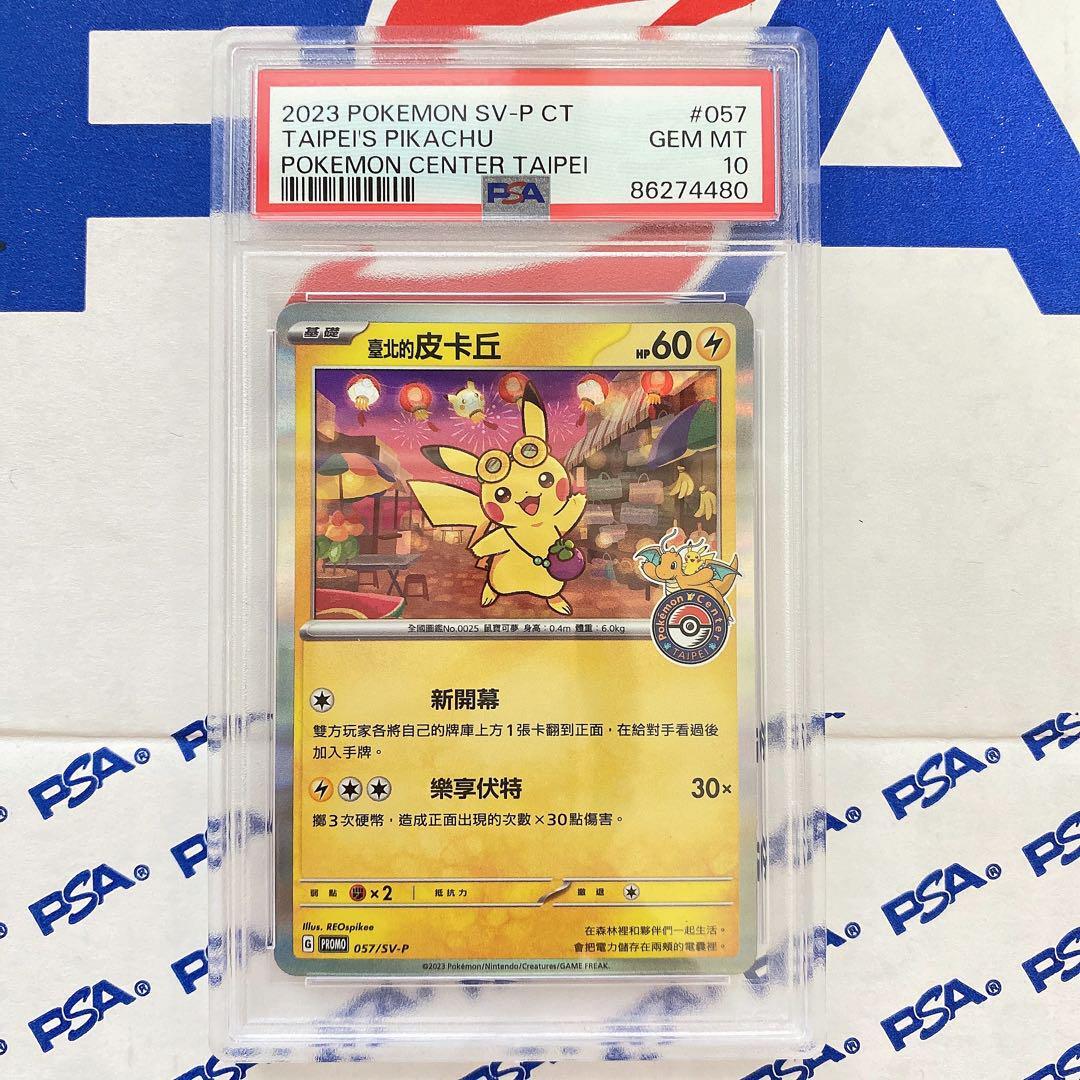 2023 POKEMON SV-P CT #057
TAIPEI'S PIKACHU GEM MT
POKEMON CENTER TAIPEI 10
PSA 86274480
基礎 臺北的皮卡丘 HP60
Pokémon Center
TAIPEI
全國圖鑑No.0025 鼠寶可夢 身高:0.4m 體重:6.0kg
新開幕
雙方玩家各將自己的牌庫上方1張卡翻到正面,在給對手看過後
加入手牌。
樂享伏特 30×
擲3次硬幣,造成正面出現的次數×30點傷害。
弱點 ×2 抵抗力 撤退
Illus. REOspikee
在森林裡和夥伴們一起生活。
會把電力儲存在兩頰的電囊裡。
G PROMO 057/SV-P
©2023 Pokémon/Nintendo/Creatures/GAME FREAK.
PSA®
PSA®
PSA®
PSA®
PSA®
PSA®
PSA®
PSA®
PSA®